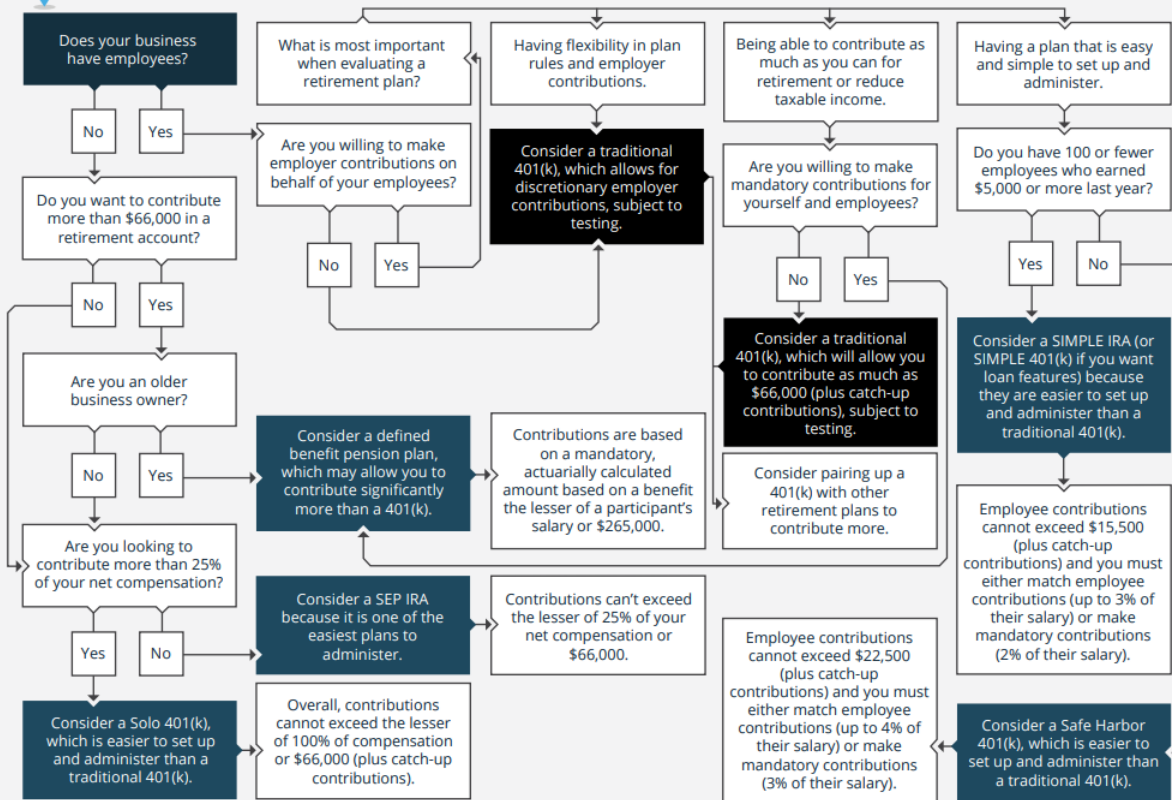 Does your business
have employees?
No
Yes
Do you want to contribute
more than $66,000 in a
retirement account?
No
Yes
Are you an older
business owner?
No
Yes
Are you looking to
contribute more than 25%
of your net compensation?
Yes
No
Consider a Solo 401(k),
which is easier to set up
and administer than a
traditional 401(k).
What is most important
when evaluating a
retirement plan?
Are you willing to make
employer contributions on
behalf of your employees?
No
Yes
Consider a defined
benefit pension plan,
which may allow you to
contribute significantly
more than a 401(k).
Consider a SEP IRA
because it is one of the
easiest plans to
administer.
Overall, contributions
cannot exceed the lesser
of 100% of compensation
or $66,000 (plus catch-up
contributions).
Having flexibility in plan
rules and employer
contributions.
Consider a traditional
401(k), which allows for
discretionary employer
contributions, subject to
testing.
Contributions are based
on a mandatory,
actuarially calculated
amount based on a benefit
the lesser of a participant's
salary or $265,000.
Contributions can't exceed
the lesser of 25% of your
net compensation or
$66,000.
Being able to contribute as
much as you can for
retirement or reduce
taxable income.
Are you willing to make
mandatory contributions for
yourself and employees?
No
Yes
Consider a traditional
401(k), which will allow you
to contribute as much as
$66,000 (plus catch-up
contributions), subject to
testing.
Consider pairing up a
401(k) with other
retirement plans to
contribute more.
Employee contributions
cannot exceed $22,500
(plus catch-up
contributions) and you must
either match employee
contributions (up to 4% of
their salary) or make
mandatory contributions
(3% of their salary).
Having a plan that is easy
and simple to set up and
administer.
Do you have 100 or fewer
employees who earned
$5,000 or more last year?
Yes
No
Consider a SIMPLE IRA (or
SIMPLE 401(k) if you want
loan features) because
they are easier to set up
and administer than a
traditional 401(k).
Employee contributions
cannot exceed $15,500
(plus catch-up
contributions) and you must
either match employee
contributions (up to 3% of
their salary) or make
mandatory contributions
(2% of their salary).
Consider a Safe Harbor
401(k), which is easier to
set up and administer than
a traditional 401(k).